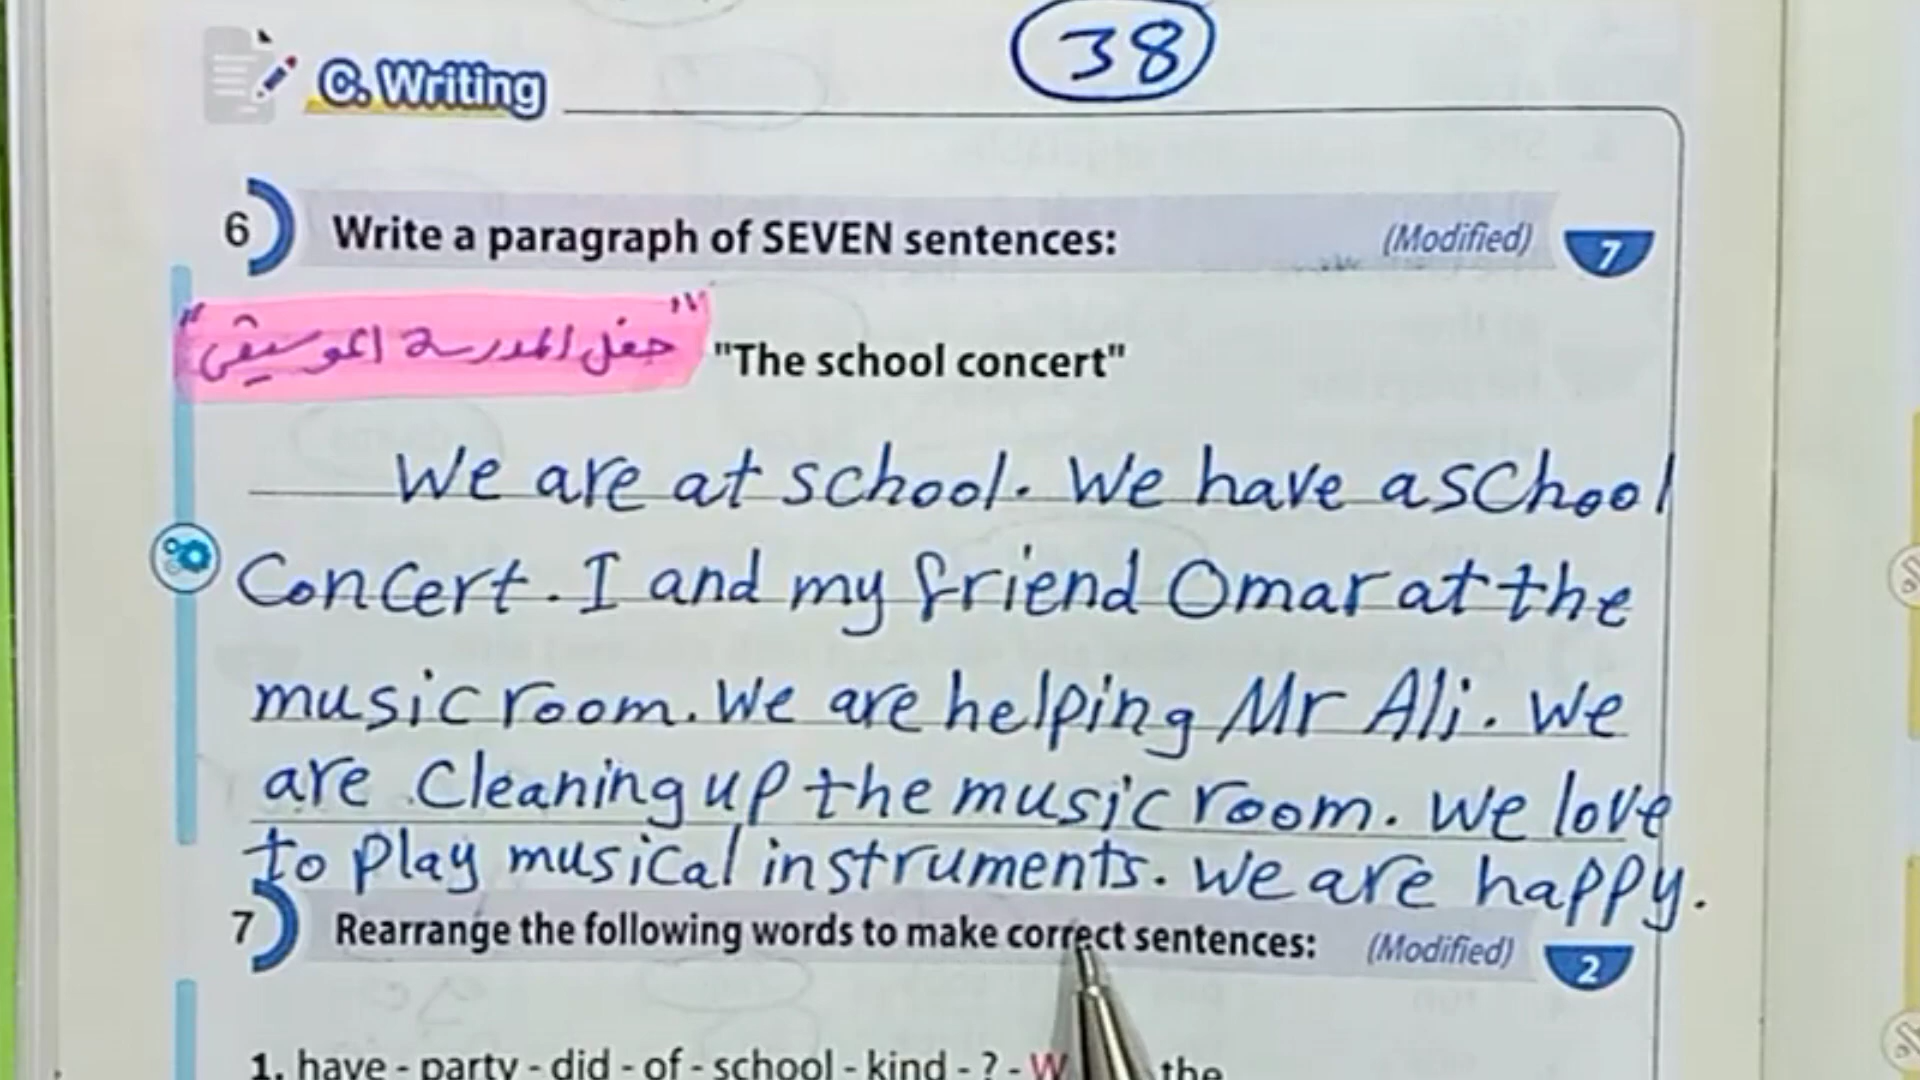 38
C. Writing
6 Write a paragraph of SEVEN sentences: (Modified) 7
"حفل المدرسة الموسيقى" "The school concert"
We are at school. We have a school
Concert. I and my friend Omar at the
music room. We are helping Mr Ali. We
are Cleaning up the music room. We love
to play musical instruments. We are happy.
7 Rearrange the following words to make correct sentences: (Modified) 2
1. have - party - did - of - school - kind - ? - the